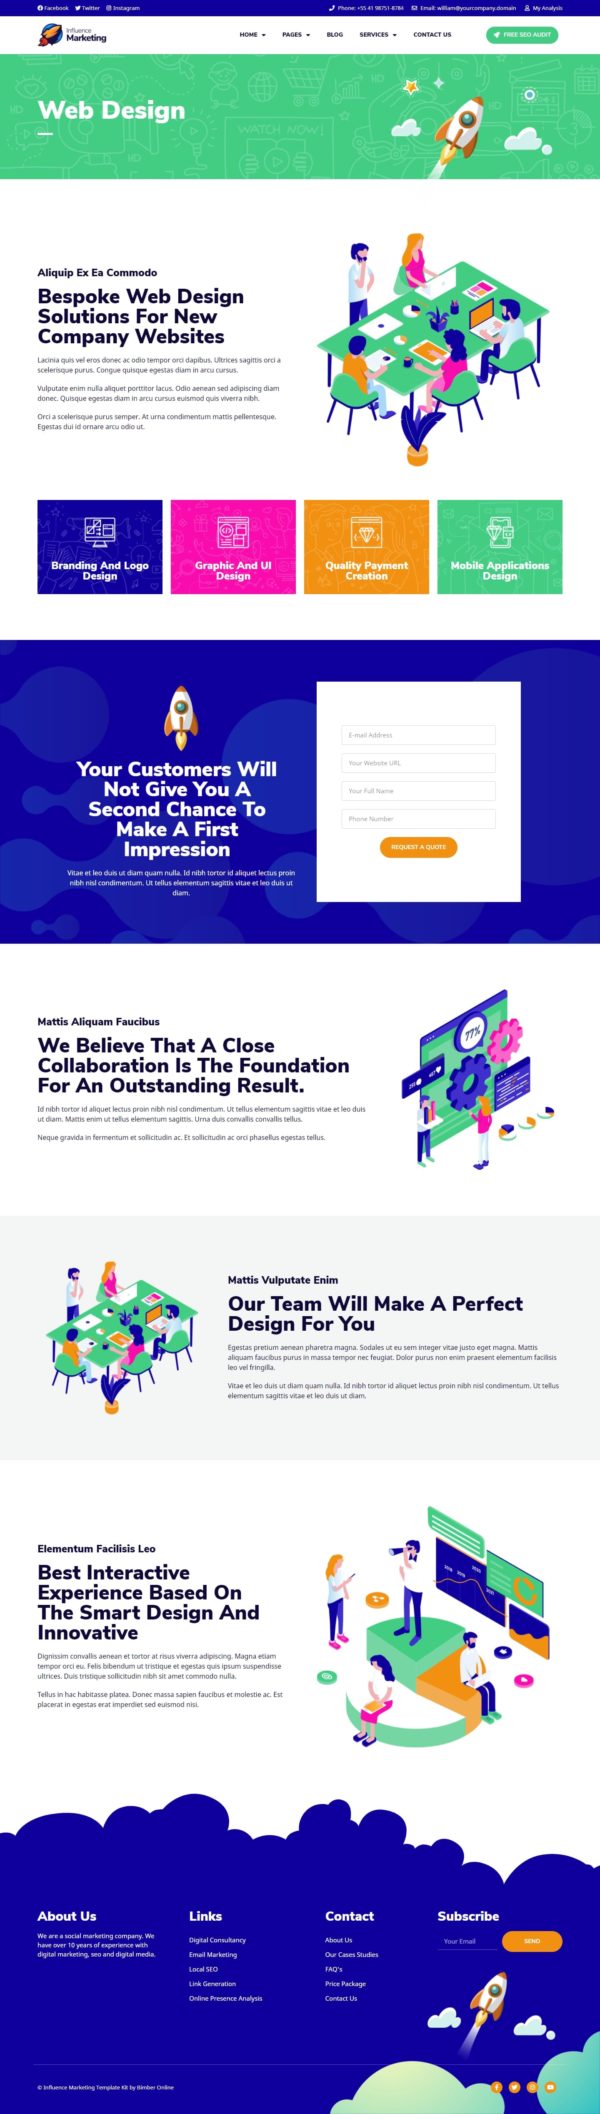 Facebook Twitter Instagram Phone: +55 41 98751-8784 Email: william@yourcompany.domain My Analysis
Influence
Marketing
HOME PAGES BLOG SERVICES CONTACT US FREE SEO AUDIT
Web Design
WATCH NOW!
HD
HD
Aliquip Ex Ea Commodo
Bespoke Web Design
Solutions For New
Company Websites
Lacinia quis vel eros donec ac odio tempor orci dapibus. Ultrices sagittis orci a
scelerisque purus. Congue quisque egestas diam in arcu cursus.
Vulputate enim nulla aliquet porttitor lacus. Odio aenean sed adipiscing diam
donec. Quisque egestas diam in arcu cursus euismod quis viverra nibh.
Orci a scelerisque purus semper. At urna condimentum mattis pellentesque.
Egestas dui id ornare arcu odio ut.
Branding And Logo
Design
Graphic And UI
Design
Quality Payment
Creation
Mobile Applications
Design
Your Customers Will
Not Give You A
Second Chance To
Make A First
Impression
Vitae et leo duis ut diam quam nulla. Id nibh tortor id aliquet lectus proin
nibh nisl condimentum. Ut tellus elementum sagittis vitae et leo duis ut
diam.
E-mail Address
Your Website URL
Your Full Name
Phone Number
REQUEST A QUOTE
Mattis Aliquam Faucibus
We Believe That A Close
Collaboration Is The Foundation
For An Outstanding Result.
Id nibh tortor id aliquet lectus proin nibh nisl condimentum. Ut tellus elementum sagittis vitae et leo duis
ut diam. Mattis enim ut tellus elementum sagittis. Urna duis convallis convallis tellus.
Neque gravida in fermentum et sollicitudin ac. Et sollicitudin ac orci phasellus egestas tellus.
77%
Mattis Vulputate Enim
Our Team Will Make A Perfect
Design For You
Egestas pretium aenean pharetra magna. Sodales ut eu sem integer vitae justo eget magna. Mattis
aliquam faucibus purus in massa tempor nec feugiat. Dolor purus non enim praesent elementum facilisis
leo vel fringilla.
Vitae et leo duis ut diam quam nulla. Id nibh tortor id aliquet lectus proin nibh nisl condimentum. Ut tellus
elementum sagittis vitae et leo duis ut diam.
Elementum Facilisis Leo
Best Interactive
Experience Based On
The Smart Design And
Innovative
Dignissim convallis aenean et tortor at risus viverra adipiscing. Magna etiam
tempor orci eu. Felis bibendum ut tristique et egestas quis ipsum suspendisse
ultrices. Duis tristique sollicitudin nibh sit amet commodo nulla.
Tellus in hac habitasse platea. Donec massa sapien faucibus et molestie ac. Est
placerat in egestas erat imperdiet sed euismod nisi.
About Us
We are a social marketing company. We
have over 10 years of experience with
digital marketing, seo and digital media.
Links
Digital Consultancy
Email Marketing
Local SEO
Link Generation
Online Presence Analysis
Contact
About Us
Our Cases Studies
FAQ's
Price Package
Contact Us
Subscribe
Your Email SEND
© Influence Marketing Template Kit by Bimber Online